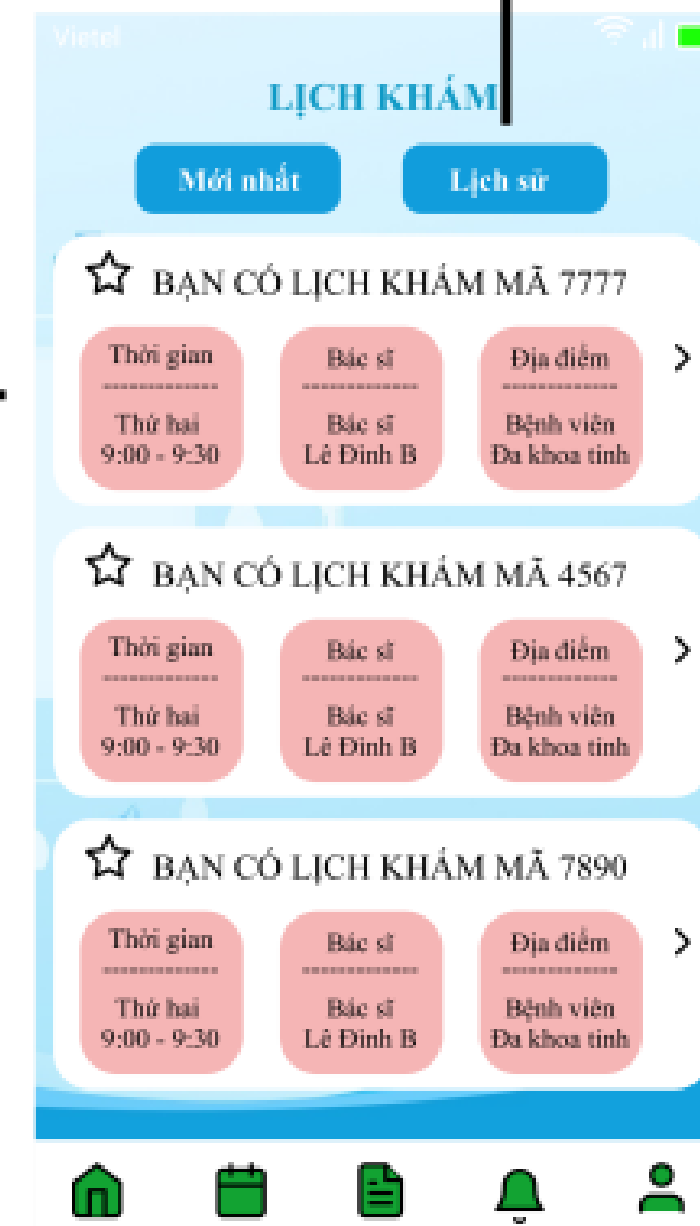 Vietel
LỊCH KHÁM
Mới nhất
Lịch sử
BẠN CÓ LỊCH KHÁM MÃ 7777
Thời gian
-------------
Thứ hai
9:00 - 9:30
Bác sĩ
-------------
Bác sĩ
Lê Đình B
Địa điểm
-------------
Bệnh viên
Đa khoa tỉnh
BẠN CÓ LỊCH KHÁM MÃ 4567
Thời gian
-------------
Thứ hai
9:00 - 9:30
Bác sĩ
-------------
Bác sĩ
Lê Đình B
Địa điểm
-------------
Bệnh viên
Đa khoa tỉnh
BẠN CÓ LỊCH KHÁM MÃ 7890
Thời gian
-------------
Thứ hai
9:00 - 9:30
Bác sĩ
-------------
Bác sĩ
Lê Đình B
Địa điểm
-------------
Bệnh viên
Đa khoa tỉnh